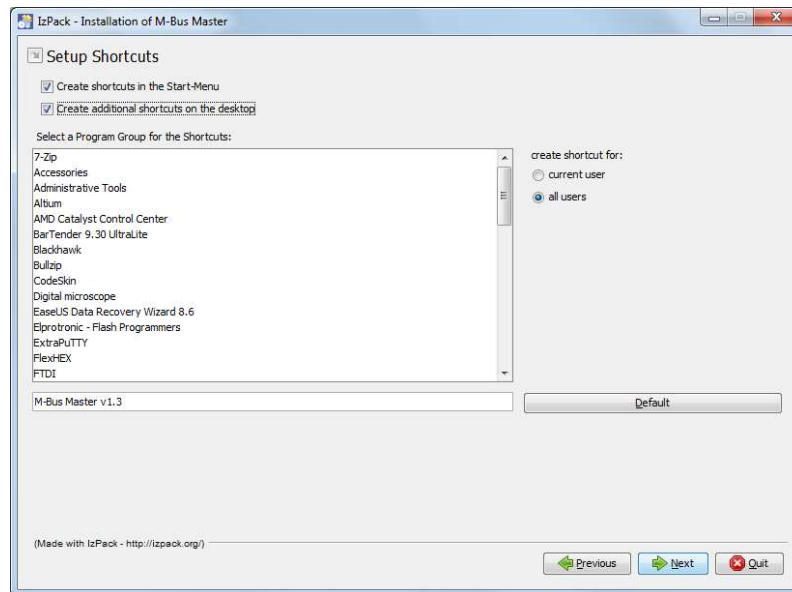 IzPack - Installation of M-Bus Master
Setup Shortcuts
Create shortcuts in the Start-Menu
Create additional shortcuts on the desktop
Select a Program Group for the Shortcuts:
7-Zip
Accessories
Administrative Tools
Altium
AMD Catalyst Control Center
BarTender 9.30 UltraLite
Blackhawk
Bullzip
CodeSkin
Digital microscope
EaseUS Data Recovery Wizard 8.6
Elprotronic - Flash Programmers
ExtraPuTTY
FlexHEX
FTDI
create shortcut for:
current user
all users
M-Bus Master v1.3
Default
(Made with IzPack - http://izpack.org/)
Previous
Next
Quit